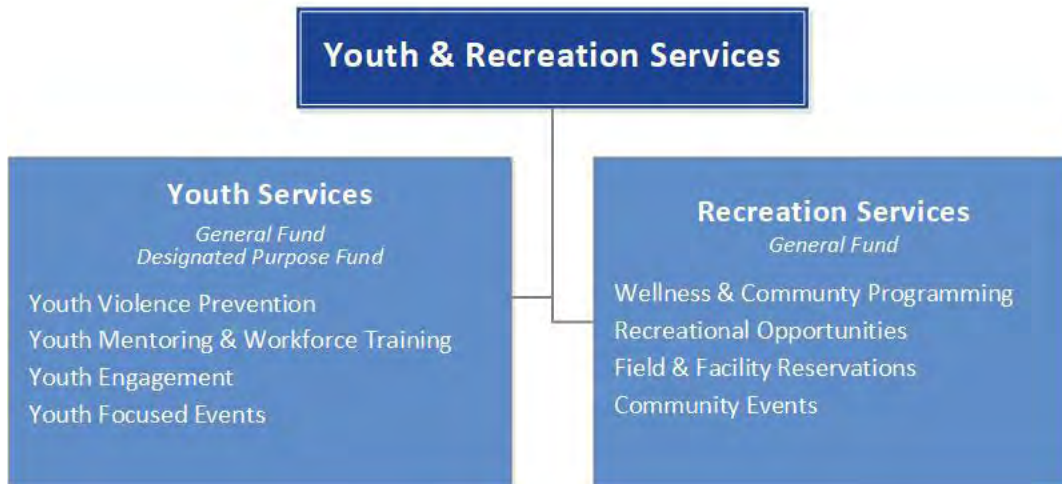 Youth & Recreation Services
Youth Services
General Fund
Designated Purpose Fund
Youth Violence Prevention
Youth Mentoring & Workforce Training
Youth Engagement
Youth Focused Events
Recreation Services
General Fund
Wellness & Communty Programming
Recreational Opportunities
Field & Facility Reservations
Community Events